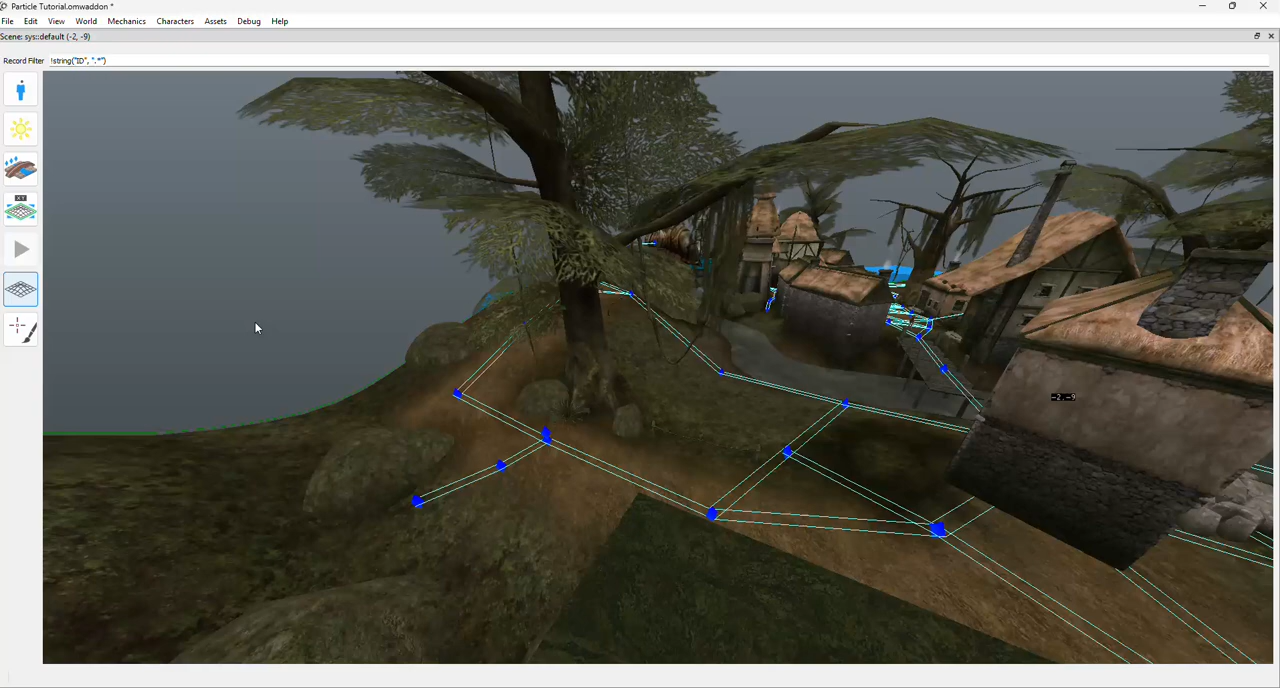 Particle Tutorial.omwaddon *
File Edit View World Mechanics Characters Assets Debug Help
Scene: sys::default (-2, -9)
Record Filter !string("ID", ".*")
XY
-2, -9